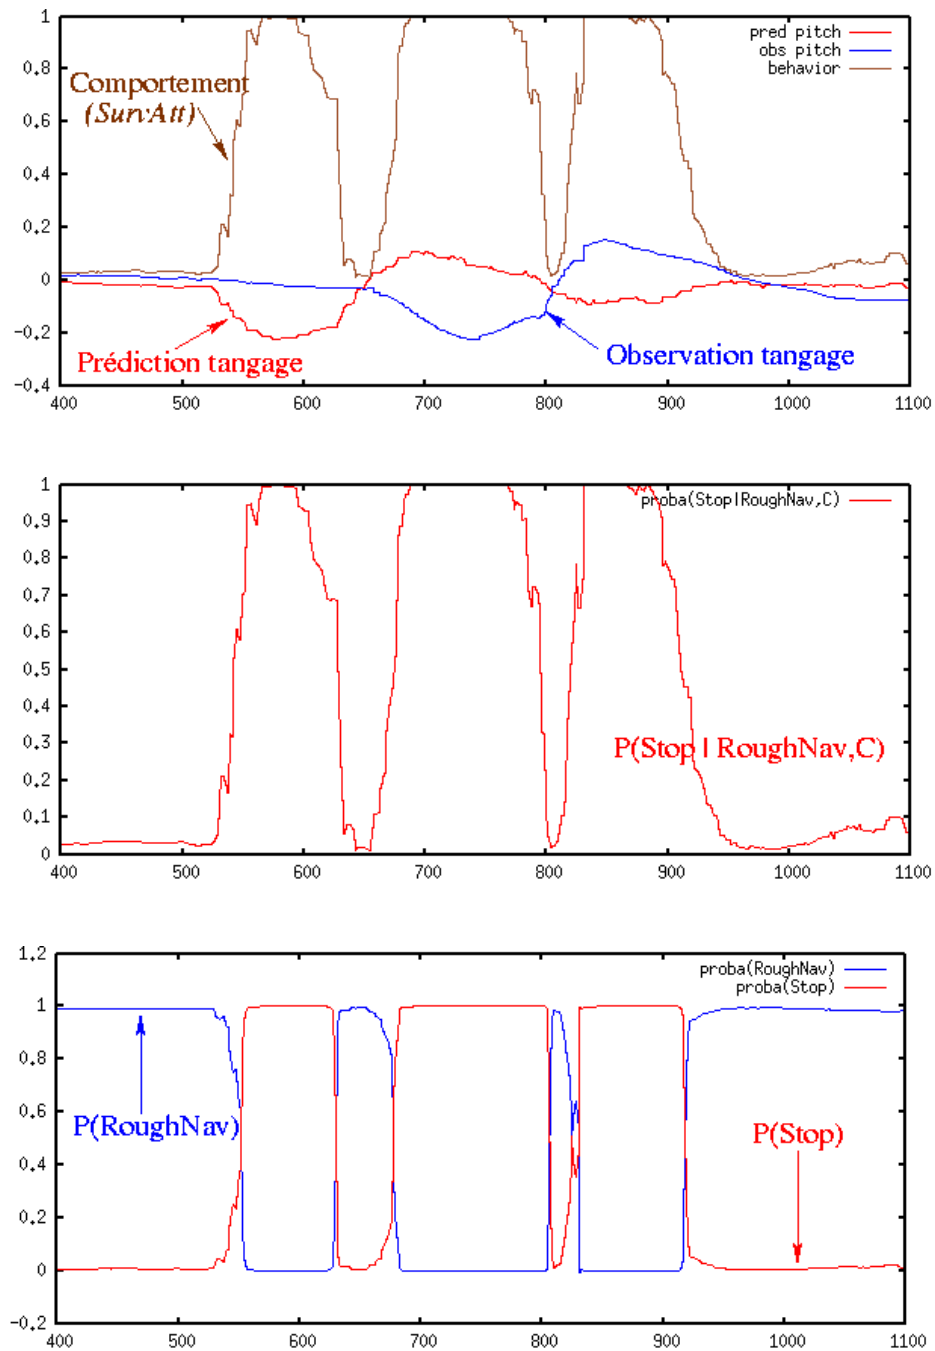 1
pred pitch
obs pitch
behavior
0.8
Comportement
(Surv.Att)
0.6
0.4
0.2
0
-0.2
Prédiction tangage
Observation tangage
-0.4
400 500 600 700 800 900 1000 1100
1
proba(Stop|RoughNav,C)
0.9
0.8
0.7
0.6
0.5
0.4
0.3
P(Stop | RoughNav,C)
0.2
0.1
0
400 500 600 700 800 900 1000 1100
1.2
proba(RoughNav)
proba(Stop)
1
0.8
0.6
P(RoughNav)
P(Stop)
0.4
0.2
0
-0.2
400 500 600 700 800 900 1000 1100